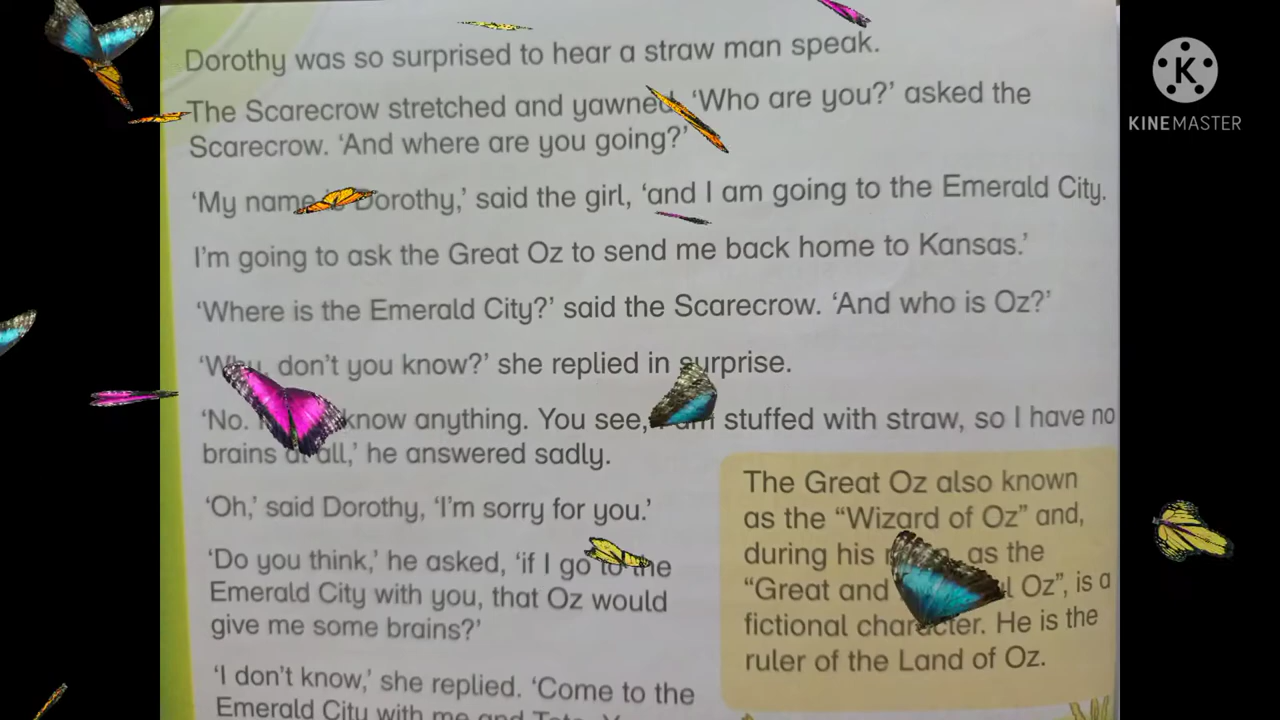 Dorothy was so surprised to hear a straw man speak.
The Scarecrow stretched and yawned. 'Who are you?' asked the
Scarecrow. 'And where are you going?'
'My name is Dorothy,' said the girl, 'and I am going to the Emerald City.
I'm going to ask the Great Oz to send me back home to Kansas.'
'Where is the Emerald City?' said the Scarecrow. 'And who is Oz?'
'Why, don't you know?' she replied in surprise.
'No. know anything. You see, I am stuffed with straw, so I have no
brains at all,' he answered sadly.
'Oh,' said Dorothy, 'I'm sorry for you.'
'Do you think,' he asked, 'if I go to the
Emerald City with you, that Oz would
give me some brains?'
'I don't know,' she replied. 'Come to the
Emerald City with me and
The Great Oz also known
as the “Wizard of Oz” and,
during his as the
“Great and Oz”, is a
fictional character. He is the
ruler of the Land of Oz.
K
KINEMASTER